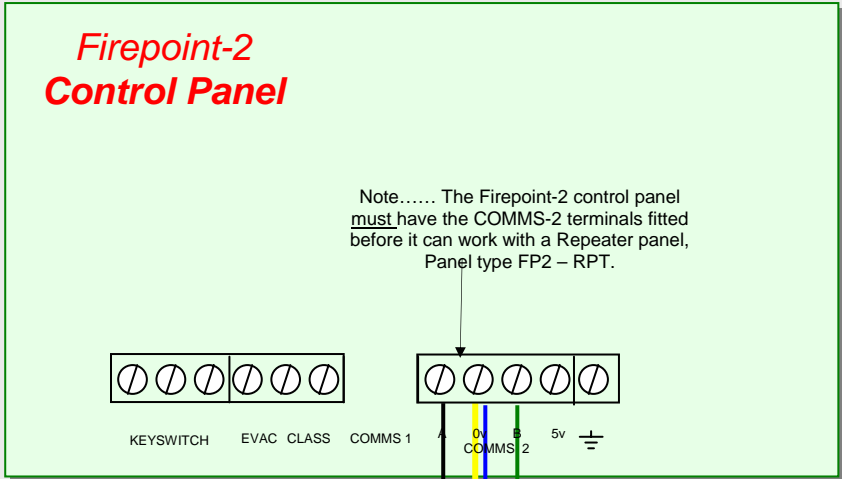 Firepoint-2
Control Panel
Note…… The Firepoint-2 control panel
must have the COMMS-2 terminals fitted
before it can work with a Repeater panel,
Panel type FP2 – RPT.
KEYSWITCH EVAC CLASS COMMS 1 A 0v B 5v
COMMS 2